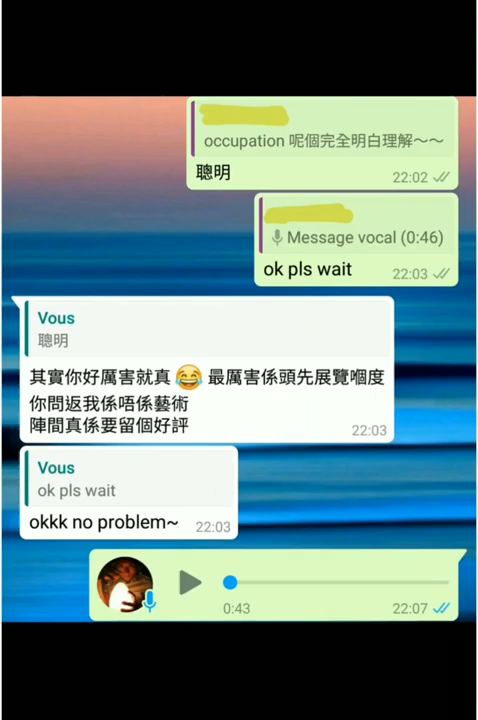 occupation 呢個完全明白理解～～
聰明
22:02
Message vocal (0:46)
ok pls wait
22:03
Vous
聰明
其實你好厲害就真 😂 最厲害係頭先展覽嗰度
你問返我係唔係藝術
陣間真係要留個好評
22:03
Vous
ok pls wait
okkk no problem~
22:03
0:43
22:07